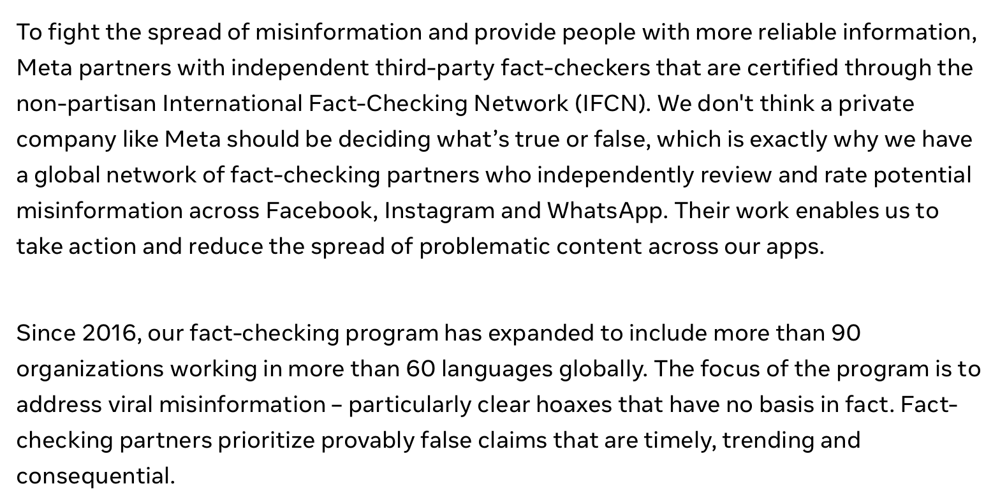 To fight the spread of misinformation and provide people with more reliable information,
Meta partners with independent third-party fact-checkers that are certified through the
non-partisan International Fact-Checking Network (IFCN). We don't think a private
company like Meta should be deciding what’s true or false, which is exactly why we have
a global network of fact-checking partners who independently review and rate potential
misinformation across Facebook, Instagram and WhatsApp. Their work enables us to
take action and reduce the spread of problematic content across our apps.
Since 2016, our fact-checking program has expanded to include more than 90
organizations working in more than 60 languages globally. The focus of the program is to
address viral misinformation – particularly clear hoaxes that have no basis in fact. Fact-
checking partners prioritize provably false claims that are timely, trending and
consequential.